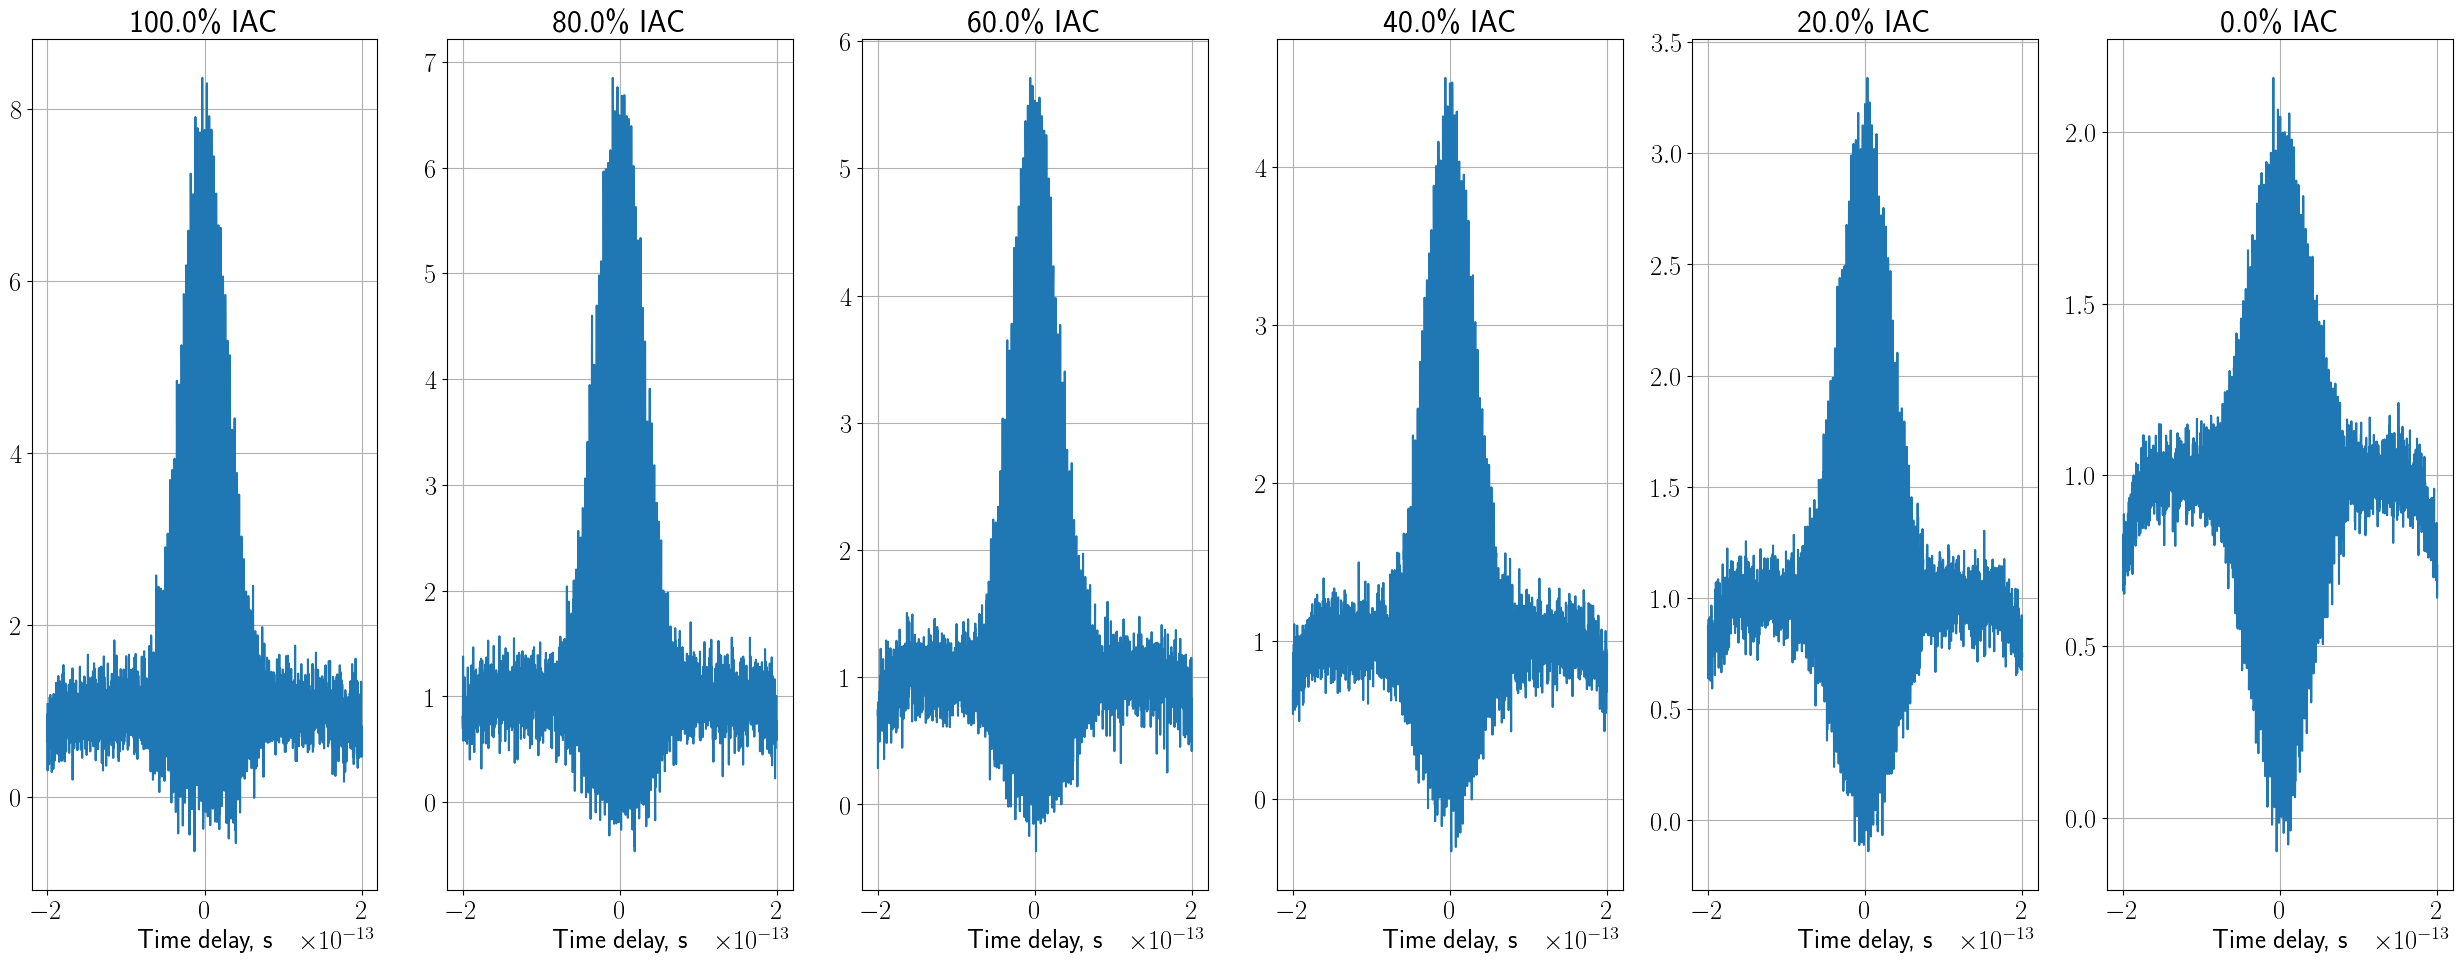 100.0% IAC
8
6
4
2
0
−2 0 2
Time delay, s ×10⁻¹³
80.0% IAC
7
6
5
4
3
2
1
0
−2 0 2
Time delay, s ×10⁻¹³
60.0% IAC
6
5
4
3
2
1
0
−2 0 2
Time delay, s ×10⁻¹³
40.0% IAC
4
3
2
1
0
−2 0 2
Time delay, s ×10⁻¹³
20.0% IAC
3.5
3.0
2.5
2.0
1.5
1.0
0.5
0.0
−2 0 2
Time delay, s ×10⁻¹³
0.0% IAC
2.0
1.5
1.0
0.5
0.0
−2 0 2
Time delay, s ×10⁻¹³